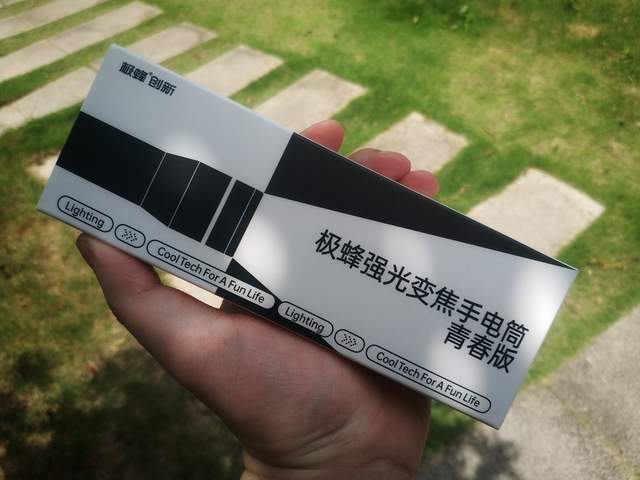 极蜂®创新
极蜂强光变焦手电筒
青春版
Lighting
Cool Tech For A Fun Life
Lighting
Cool Tech For A Fun Life